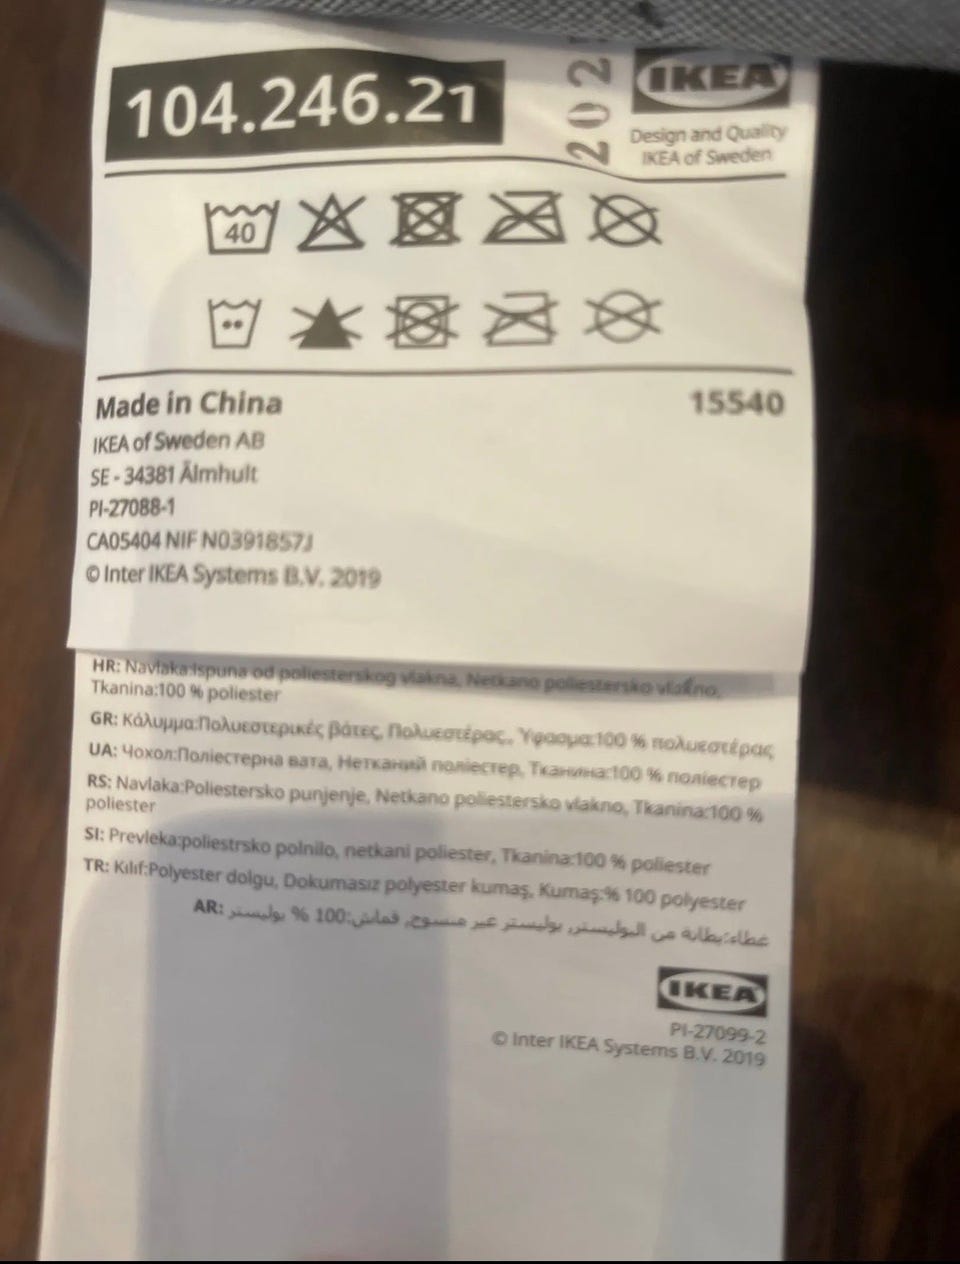 104.246.21
202
IKEA
Design and Quality
IKEA of Sweden
40
Made in China 15540
IKEA of Sweden AB
SE - 34381 Älmhult
PI-27088-1
CA05404 NIF N0391857J
© Inter IKEA Systems B.V. 2019
HR: Navlaka:Ispuna od poliesterskog vlakna, Netkano poliestersko vlakno,
Tkanina:100 % poliester
GR: Κάλυμμα:Πολυεστερικές βάτες, Πολυεστέρας., Ύφασμα:100 % πολυεστέρας
UA: Чохол:Поліестерна вата, Нетканий поліестер, Тканина:100 % поліестер
RS: Navlaka:Poliestersko punjenje, Netkano poliestersko vlakno, Tkanina:100 %
poliester
SI: Prevleka:poliestrsko polnilo, netkani poliester, Tkanina:100 % poliester
TR: Kılıf:Polyester dolgu, Dokumasız polyester kumaş, Kumaş:% 100 polyester
AR: غطاء:بطانة من البوليستر, بوليستر غير منسوج, قماش:100 % بوليستر
IKEA
PI-27099-2
© Inter IKEA Systems B.V. 2019